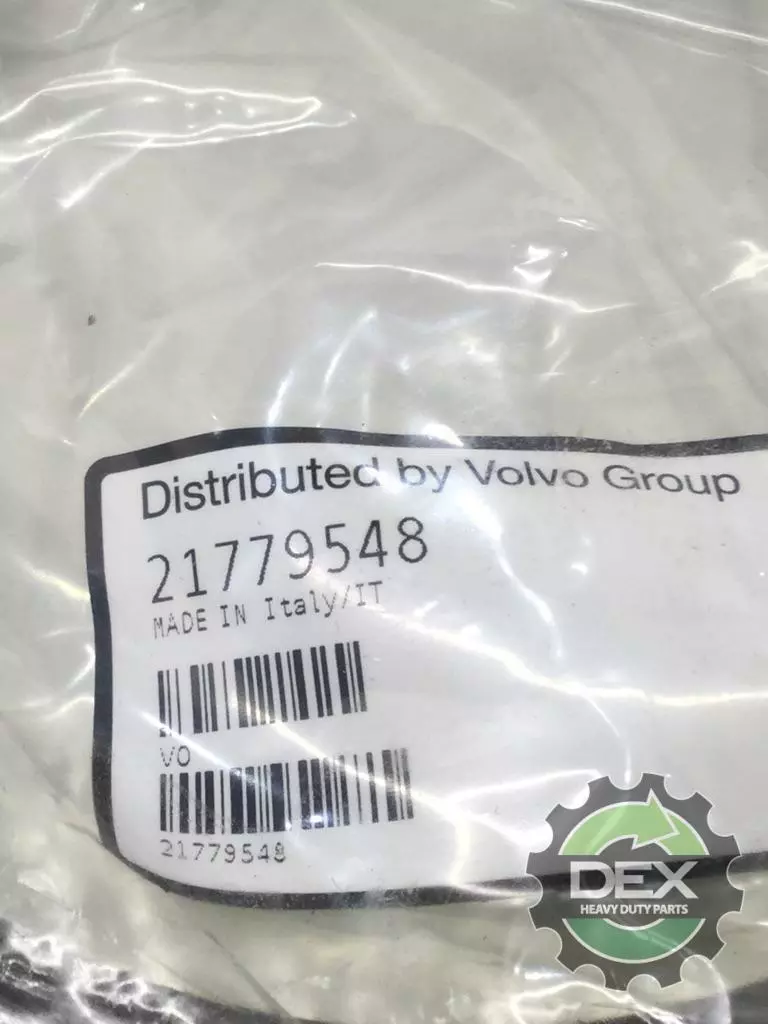 Distributed by Volvo Group
21779548
MADE IN Italy/IT
VO
21779548
DEX
HEAVY DUTY PARTS